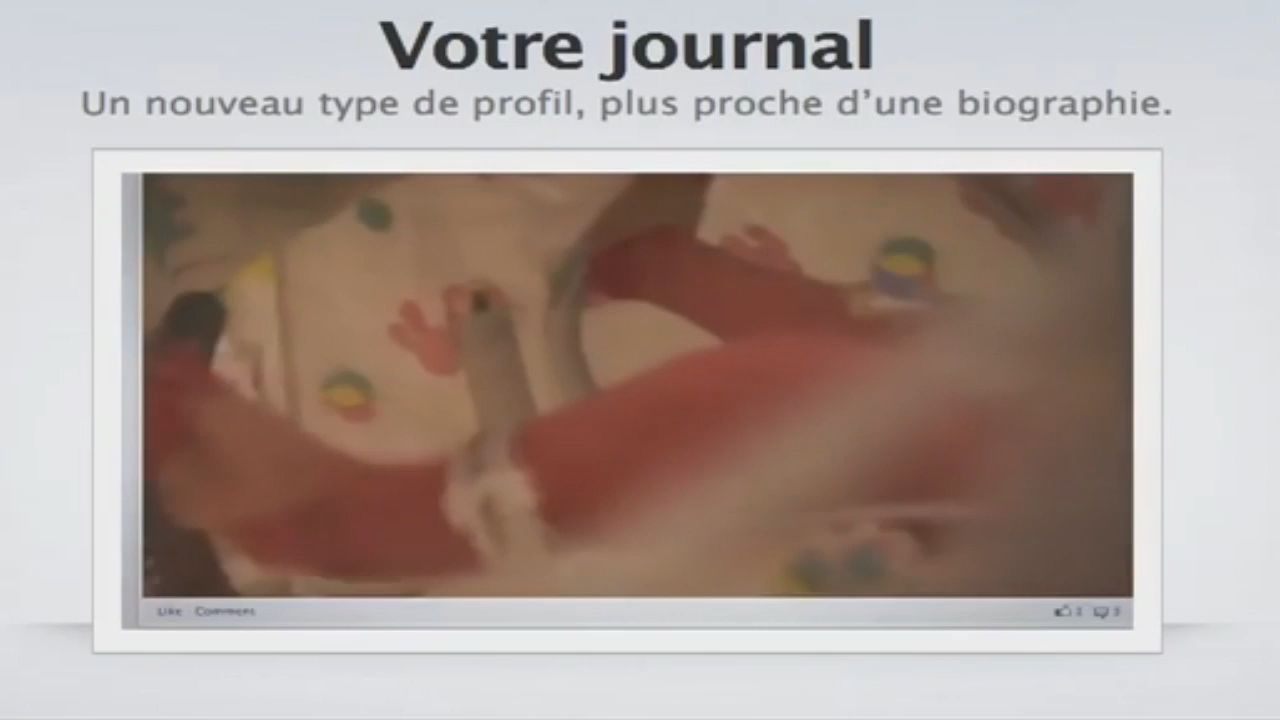 Votre journal
Un nouveau type de profil, plus proche d'une biographie.
Like Comment